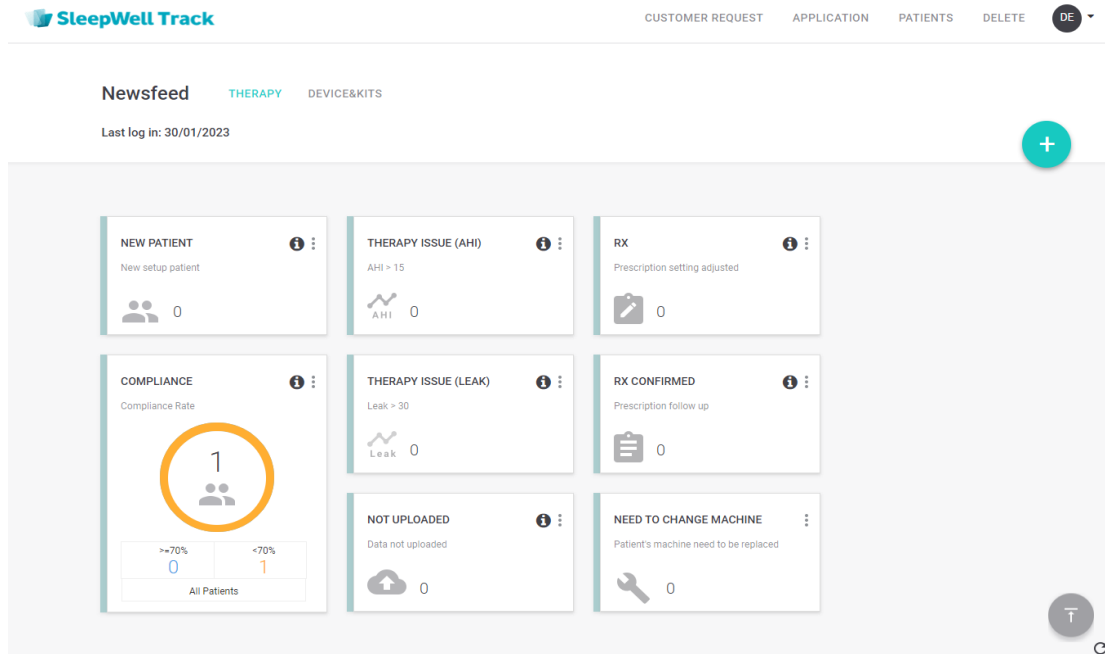 SleepWell Track
CUSTOMER REQUEST APPLICATION PATIENTS DELETE DE
Newsfeed THERAPY DEVICE&KITS
Last log in: 30/01/2023
+
NEW PATIENT
New setup patient
0
THERAPY ISSUE (AHI)
AHI > 15
AHI 0
RX
Prescription setting adjusted
0
COMPLIANCE
Compliance Rate
1
>=70% <70%
0 1
All Patients
THERAPY ISSUE (LEAK)
Leak > 30
Leak 0
RX CONFIRMED
Prescription follow up
0
NOT UPLOADED
Data not uploaded
0
NEED TO CHANGE MACHINE
Patient's machine need to be replaced
0